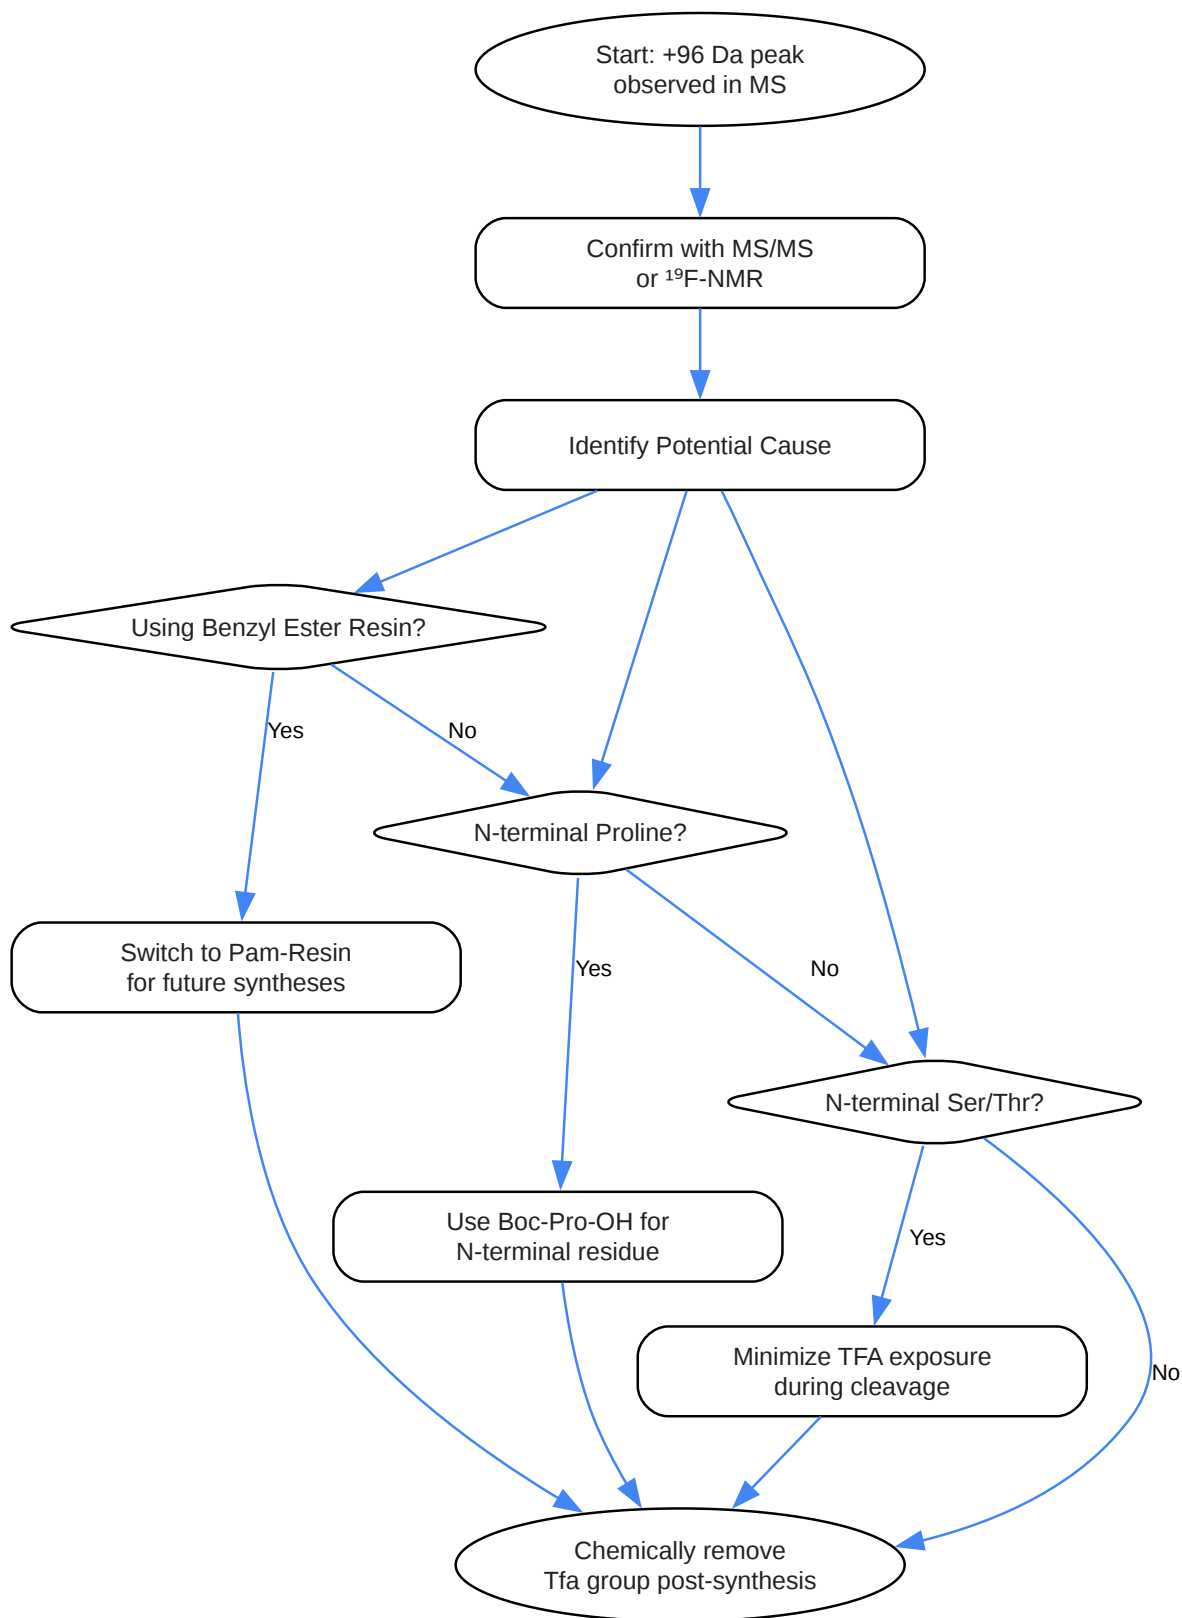 Start: +96 Da peak
observed in MS
Confirm with MS/MS
or ¹⁹F-NMR
Identify Potential Cause
Using Benzyl Ester Resin?
Yes
No
N-terminal Proline?
Switch to Pam-Resin
for future syntheses
Yes
No
N-terminal Ser/Thr?
Use Boc-Pro-OH for
N-terminal residue
Yes
Minimize TFA exposure
during cleavage
No
Chemically remove
Tfa group post-synthesis